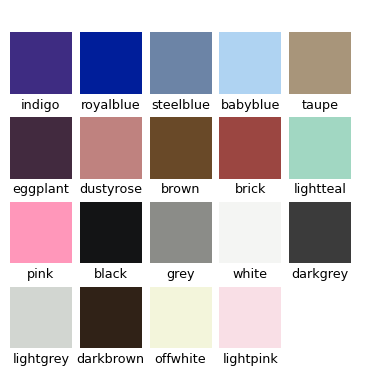 indigo royalblue steelblue babyblue taupe
eggplant dustyrose brown brick lightteal
pink black grey white darkgrey
lightgrey darkbrown offwhite lightpink